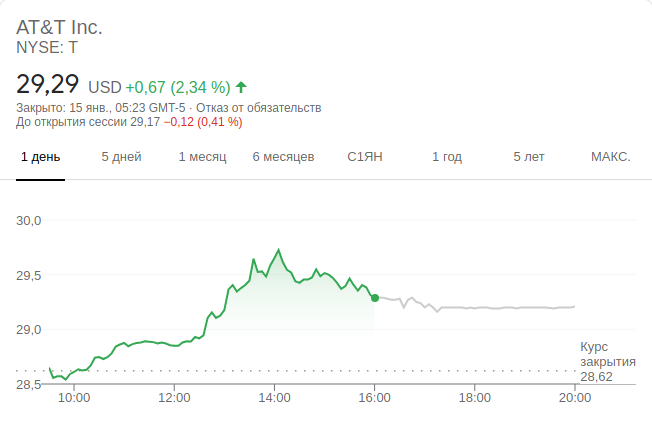 AT&T Inc.
NYSE: T
29,29 USD +0,67 (2,34 %)
Закрыто: 15 янв., 05:23 GMT-5 · Отказ от обязательств
До открытия сессии 29,17 −0,12 (0,41 %)
1 день 5 дней 1 месяц 6 месяцев С1ЯН 1 год 5 лет МАКС.
30,0
29,5
29,0
28,5
Курс
закрытия
28,62
10:00 12:00 14:00 16:00 18:00 20:00